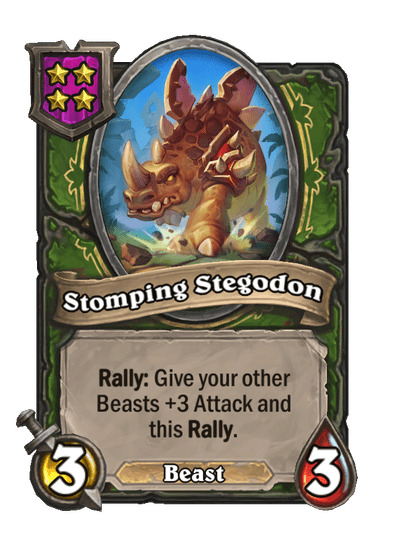 Stomping Stegodon
Rally: Give your other
Beasts +3 Attack and
this Rally.
3
Beast
3